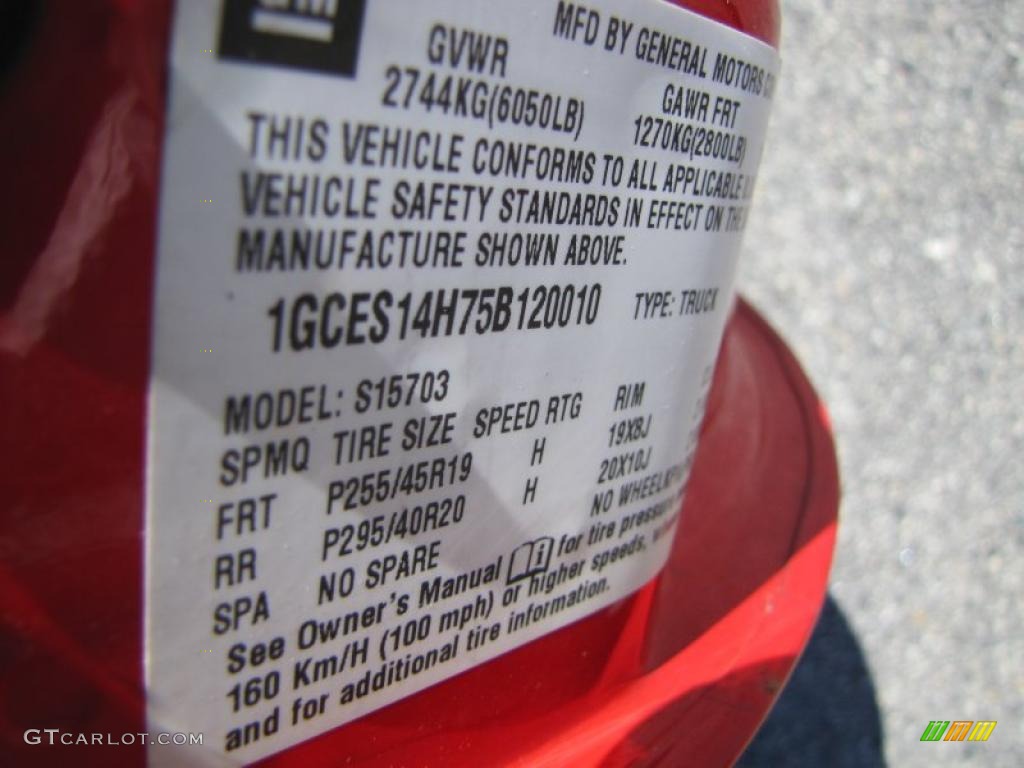 GM
MFD BY GENERAL MOTORS
GVWR
2744KG(6050LB)
GAWR FRT
1270KG(2800LB)
THIS VEHICLE CONFORMS TO ALL APPLICABLE
VEHICLE SAFETY STANDARDS IN EFFECT ON THE
MANUFACTURE SHOWN ABOVE.
1GCES14H75B120010 TYPE: TRUCK
MODEL: S15703
SPMQ TIRE SIZE SPEED RTG RIM
FRT P255/45R19 H 19X8J
RR P295/40R20 H 20X10J
SPA NO SPARE NO WHEEL
See Owner's Manual for tire pressure
160 Km/H (100 mph) or higher speeds,
and for additional tire information.
GTCARLOT.COM